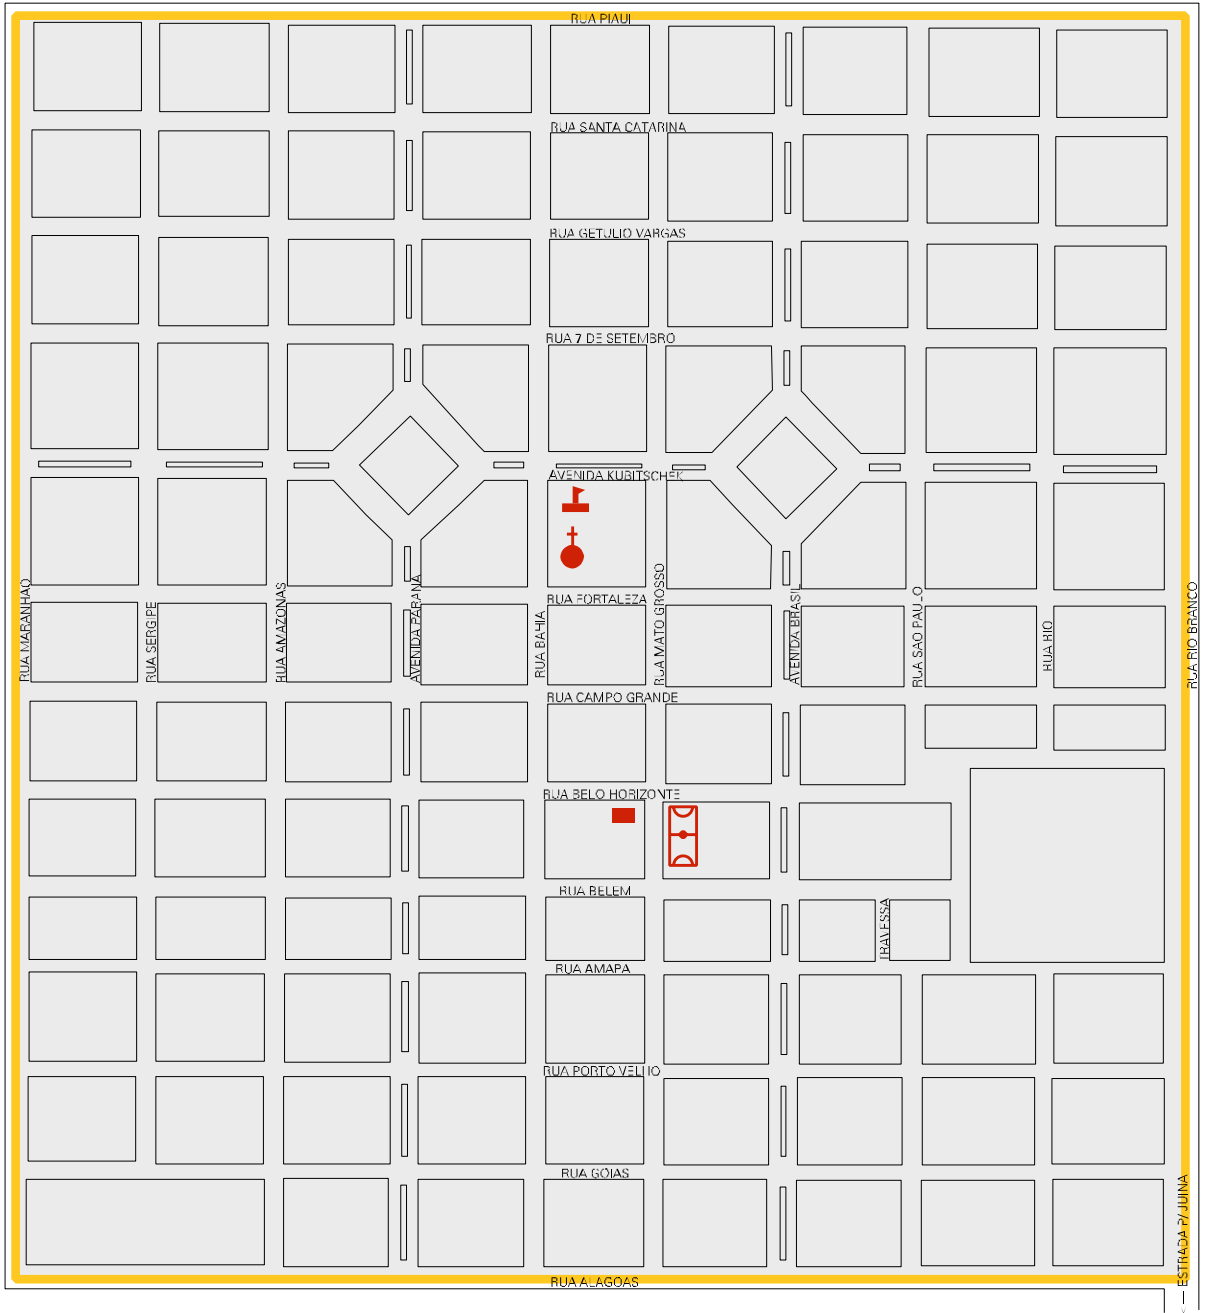 RUA PIAUI
RUA SANTA CATARINA
RUA GETULIO VARGAS
RUA 7 DE SETEMBRO
AVENIDA KUBITSCHEK
RUA FORTALEZA
RUA MARANHAO
RUA SERGIPE
RUA AMAZONAS
AVENIDA PARANA
RUA BAHIA
RUA MATO GROSSO
AVENIDA BRASIL
RUA SAO PAULO
RUA RIO
RUA RIO BRANCO
RUA CAMPO GRANDE
RUA BELO HORIZONTE
RUA BELEM
TRAVESSA
RUA AMAPA
RUA PORTO VELHO
RUA GOIAS
ESTRADA P/ JUINA
RUA ALAGOAS